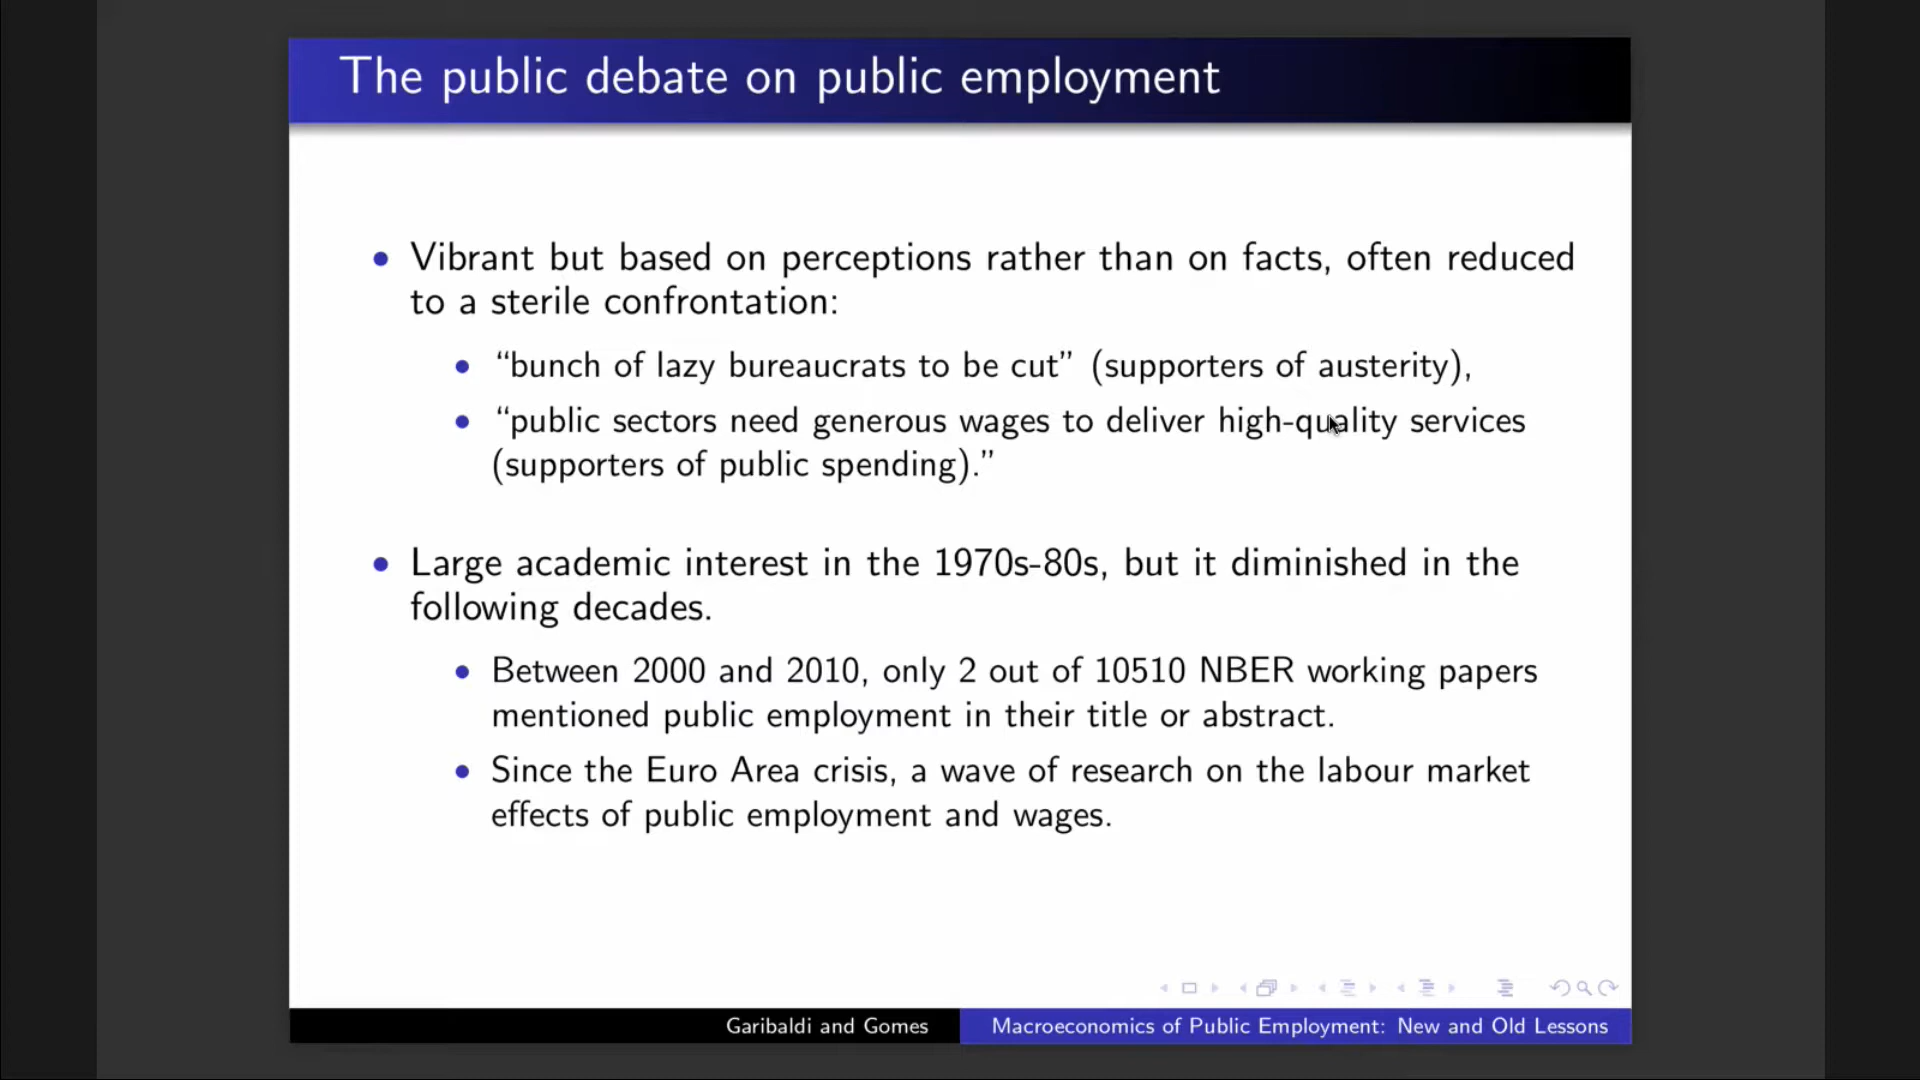 The public debate on public employment
• Vibrant but based on perceptions rather than on facts, often reduced
to a sterile confrontation:
• “bunch of lazy bureaucrats to be cut” (supporters of austerity),
• “public sectors need generous wages to deliver high-quality services
(supporters of public spending).”
• Large academic interest in the 1970s-80s, but it diminished in the
following decades.
• Between 2000 and 2010, only 2 out of 10510 NBER working papers
mentioned public employment in their title or abstract.
• Since the Euro Area crisis, a wave of research on the labour market
effects of public employment and wages.
Garibaldi and Gomes
Macroeconomics of Public Employment: New and Old Lessons